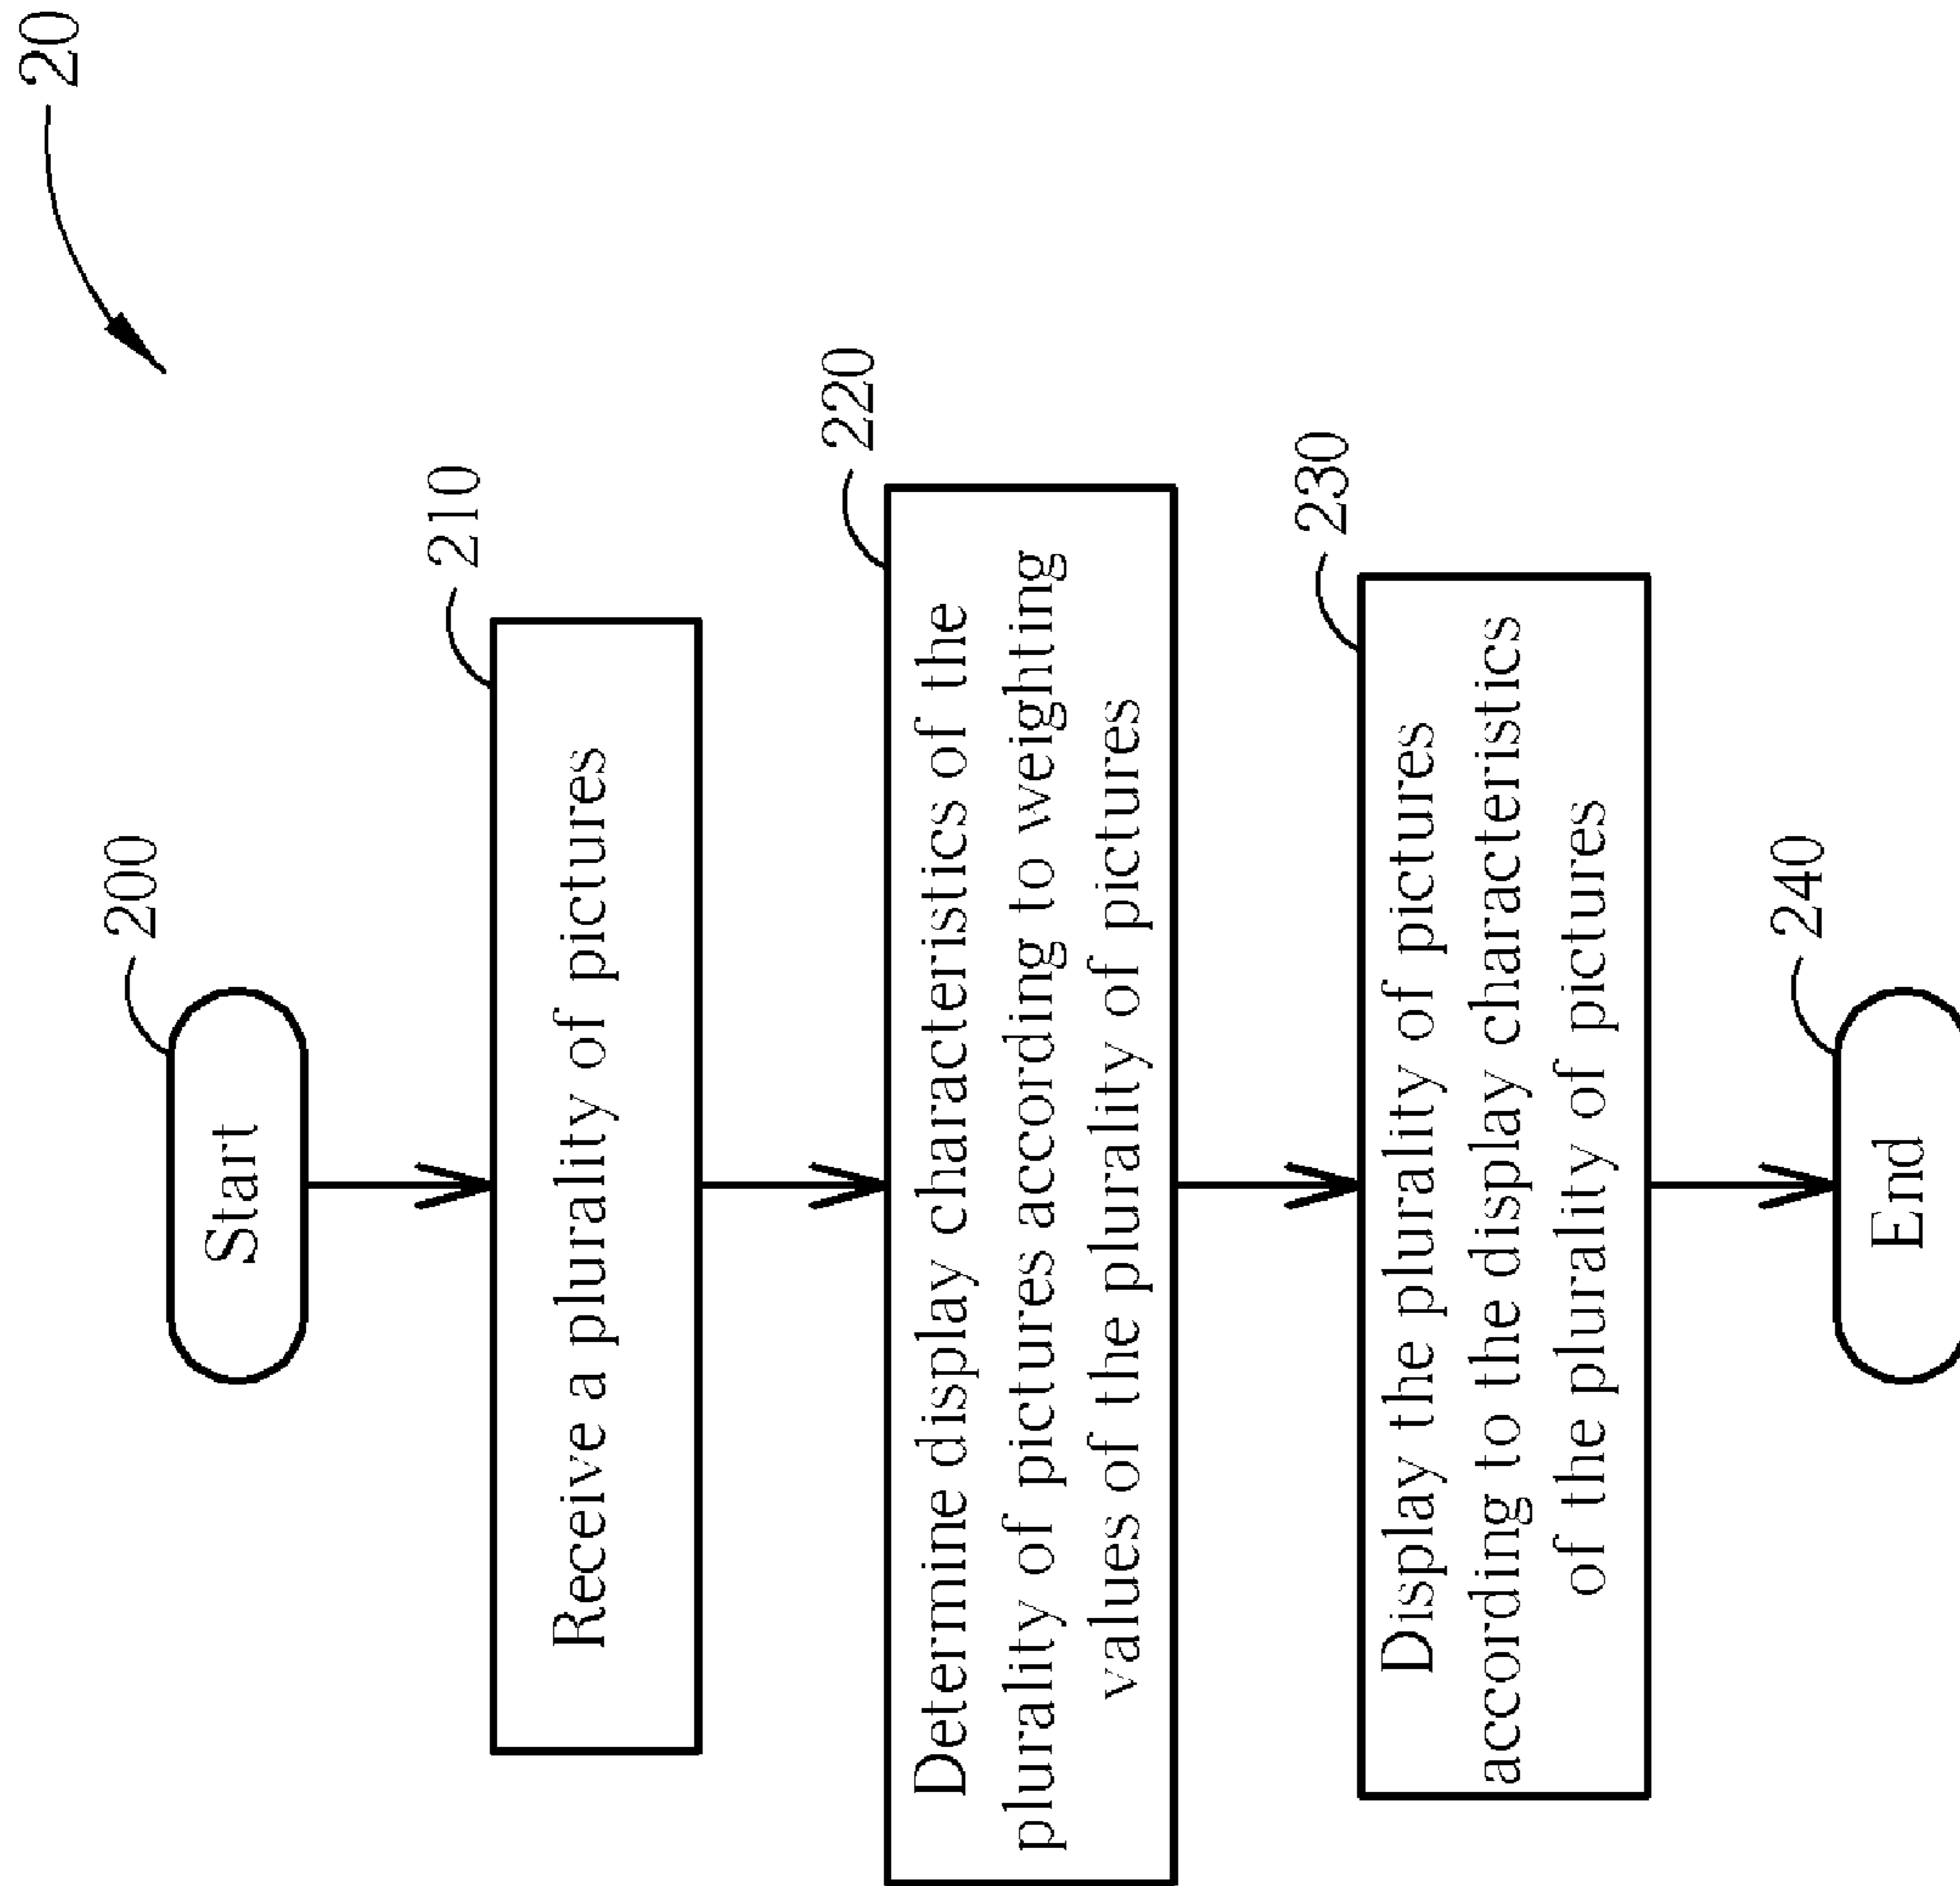 20
200
Start
210
Receive a plurality of pictures
220
Determine display characteristics of the
plurality of pictures according to weighting
values of the plurality of pictures
230
Display the plurality of pictures
according to the display characteristics
of the plurality of pictures
240
End